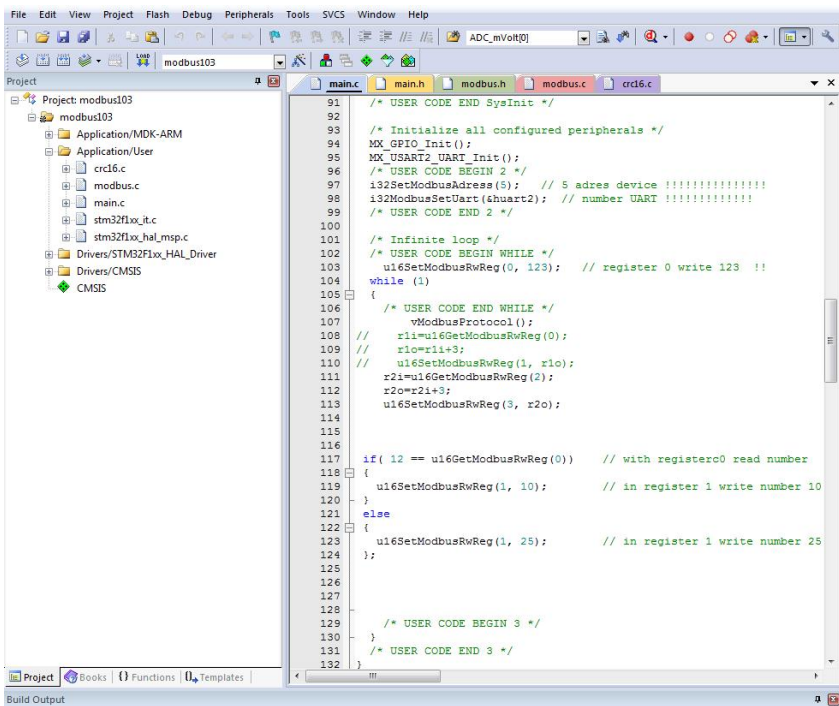 File Edit View Project Flash Debug Peripherals Tools SVCS Window Help
ADC_mVolt[0]
LOAD modbus103
Project
main.c main.h modbus.h modbus.c crc16.c
Project: modbus103
modbus103
Application/MDK-ARM
Application/User
crc16.c
modbus.c
main.c
stm32f1xx_it.c
stm32f1xx_hal_msp.c
Drivers/STM32F1xx_HAL_Driver
Drivers/CMSIS
CMSIS
91 /* USER CODE END SysInit */
92
93 /* Initialize all configured peripherals */
94 MX_GPIO_Init();
95 MX_USART2_UART_Init();
96 /* USER CODE BEGIN 2 */
97 i32SetModbusAdress(5); // 5 adres device !!!!!!!!!!!!!!!
98 i32ModbusSetUart(&huart2); // number UART !!!!!!!!!!!!!
99 /* USER CODE END 2 */
100
101 /* Infinite loop */
102 /* USER CODE BEGIN WHILE */
103 u16SetModbusRwReg(0, 123); // register 0 write 123 !!
104 while (1)
105 {
106 /* USER CODE END WHILE */
107 vModbusProtocol();
108 // r1i=u16GetModbusRwReg(0);
109 // r1o=r1i+3;
110 // u16SetModbusRwReg(1, r1o);
111 r2i=u16GetModbusRwReg(2);
112 r2o=r2i+3;
113 u16SetModbusRwReg(3, r2o);
114
115
116
117 if( 12 == u16GetModbusRwReg(0)) // with registerc0 read number
118 {
119 u16SetModbusRwReg(1, 10); // in register 1 write number 10
120 }
121 else
122 {
123 u16SetModbusRwReg(1, 25); // in register 1 write number 25
124 };
125
126
127
128
129 /* USER CODE BEGIN 3 */
130 }
131 /* USER CODE END 3 */
132 }
Project Books {} Functions 0 Templates
Build Output